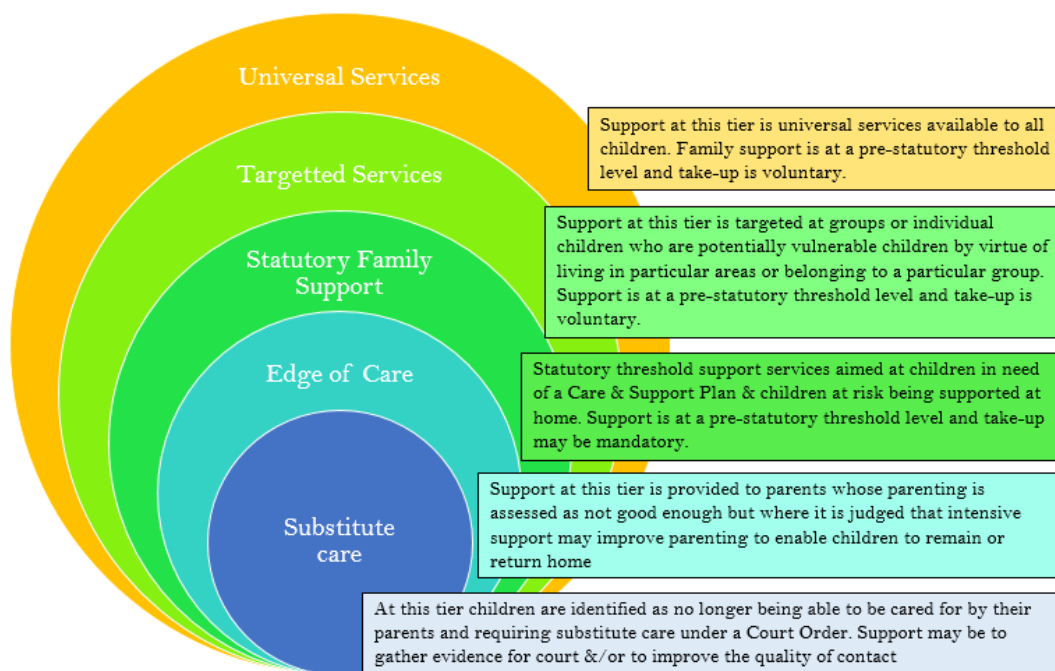 Universal Services
Support at this tier is universal services available to all
children. Family support is at a pre-statutory threshold
level and take-up is voluntary.
Targetted Services
Support at this tier is targeted at groups or individual
children who are potentially vulnerable children by virtue of
living in particular areas or belonging to a particular group.
Support is at a pre-statutory threshold level and take-up is
voluntary.
Statutory Family
Support
Statutory threshold support services aimed at children in need
of a Care & Support Plan & children at risk being supported at
home. Support is at a pre-statutory threshold level and take-up
may be mandatory.
Edge of Care
Support at this tier is provided to parents whose parenting is
assessed as not good enough but where it is judged that intensive
support may improve parenting to enable children to remain or
return home
Substitute
care
At this tier children are identified as no longer being able to be cared for by their
parents and requiring substitute care under a Court Order. Support may be to
gather evidence for court &/or to improve the quality of contact